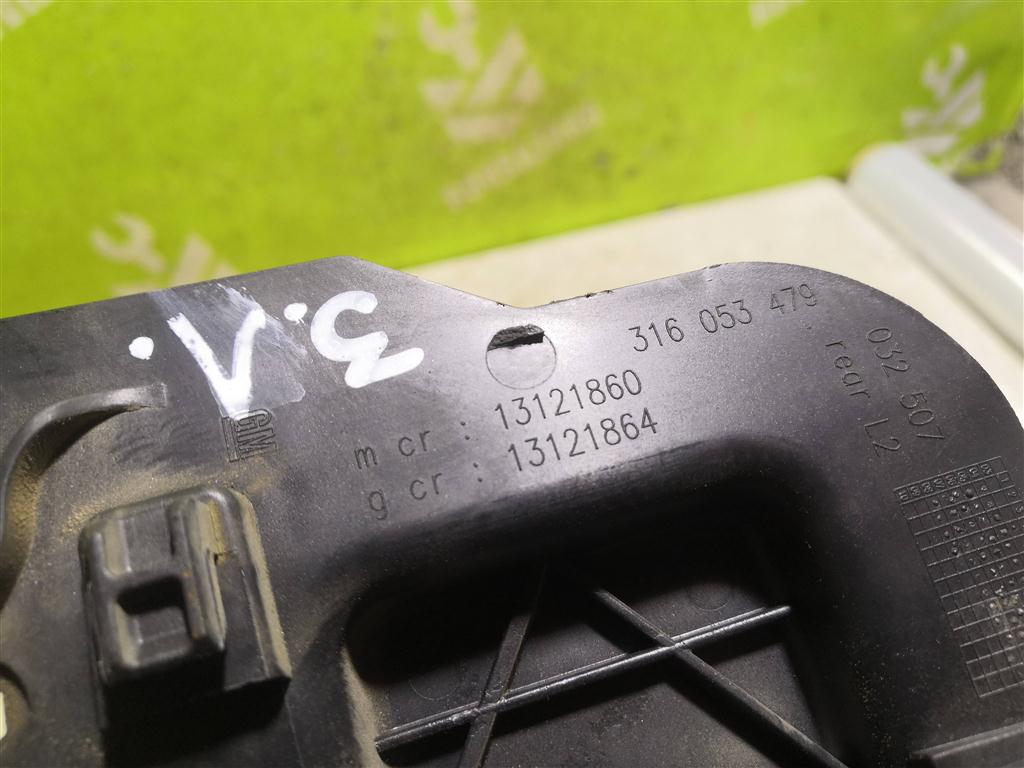 З.Л.
GM
316 053 479
m cr : 13121860
g cr : 13121864
032 507
rear L2